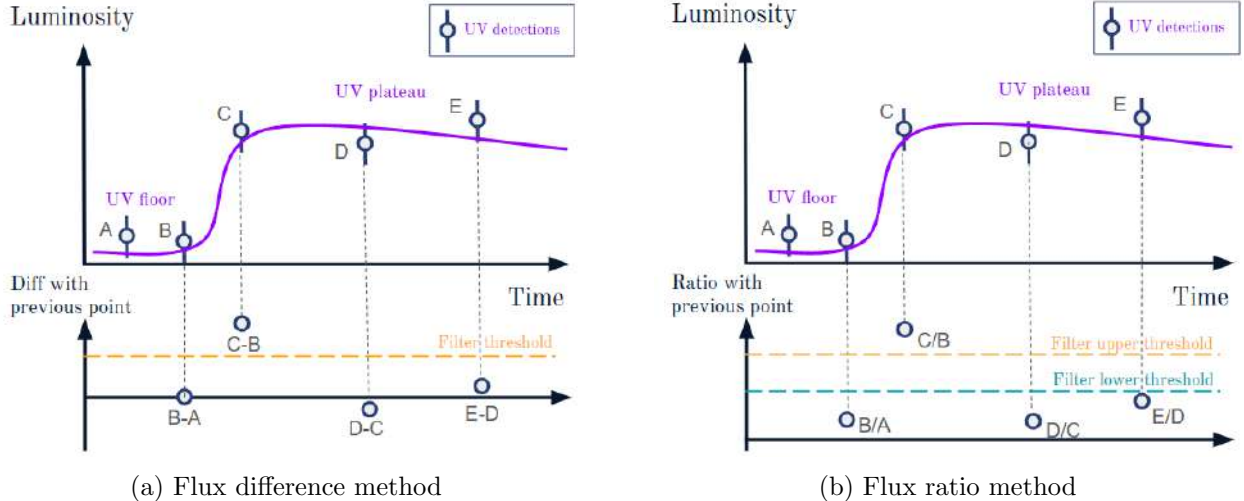 Luminosity
UV detections
UV plateau
C
D
E
UV floor
A
B
Diff with
previous point
Time
C-B
Filter threshold
B-A
D-C
E-D
(a) Flux difference method
Luminosity
UV detections
UV plateau
C
D
E
UV floor
A
B
Ratio with
previous point
Time
C/B
Filter upper threshold
Filter lower threshold
B/A
D/C
E/D
(b) Flux ratio method